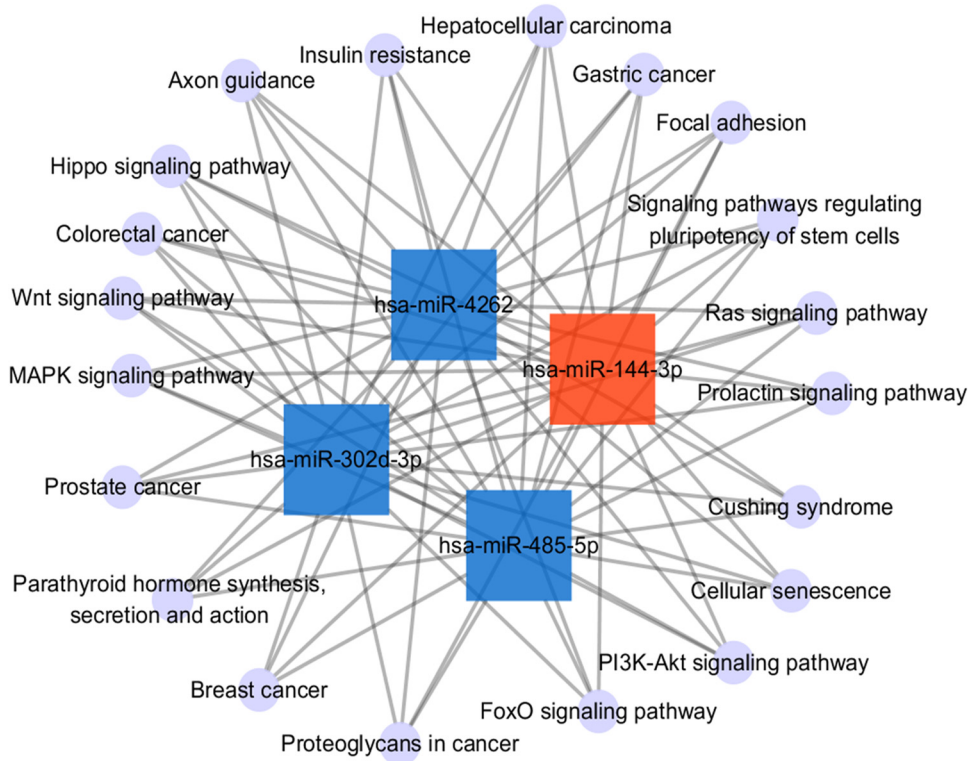 Hepatocellular carcinoma
Insulin resistance
Gastric cancer
Axon guidance
Focal adhesion
Hippo signaling pathway
Signaling pathways regulating
pluripotency of stem cells
Colorectal cancer
Wnt signaling pathway
hsa-miR-4262
Ras signaling pathway
MAPK signaling pathway
hsa-miR-144-3p
Prolactin signaling pathway
hsa-miR-302d-3p
Prostate cancer
Cushing syndrome
hsa-miR-485-5p
Parathyroid hormone synthesis,
secretion and action
Cellular senescence
PI3K-Akt signaling pathway
Breast cancer
FoxO signaling pathway
Proteoglycans in cancer